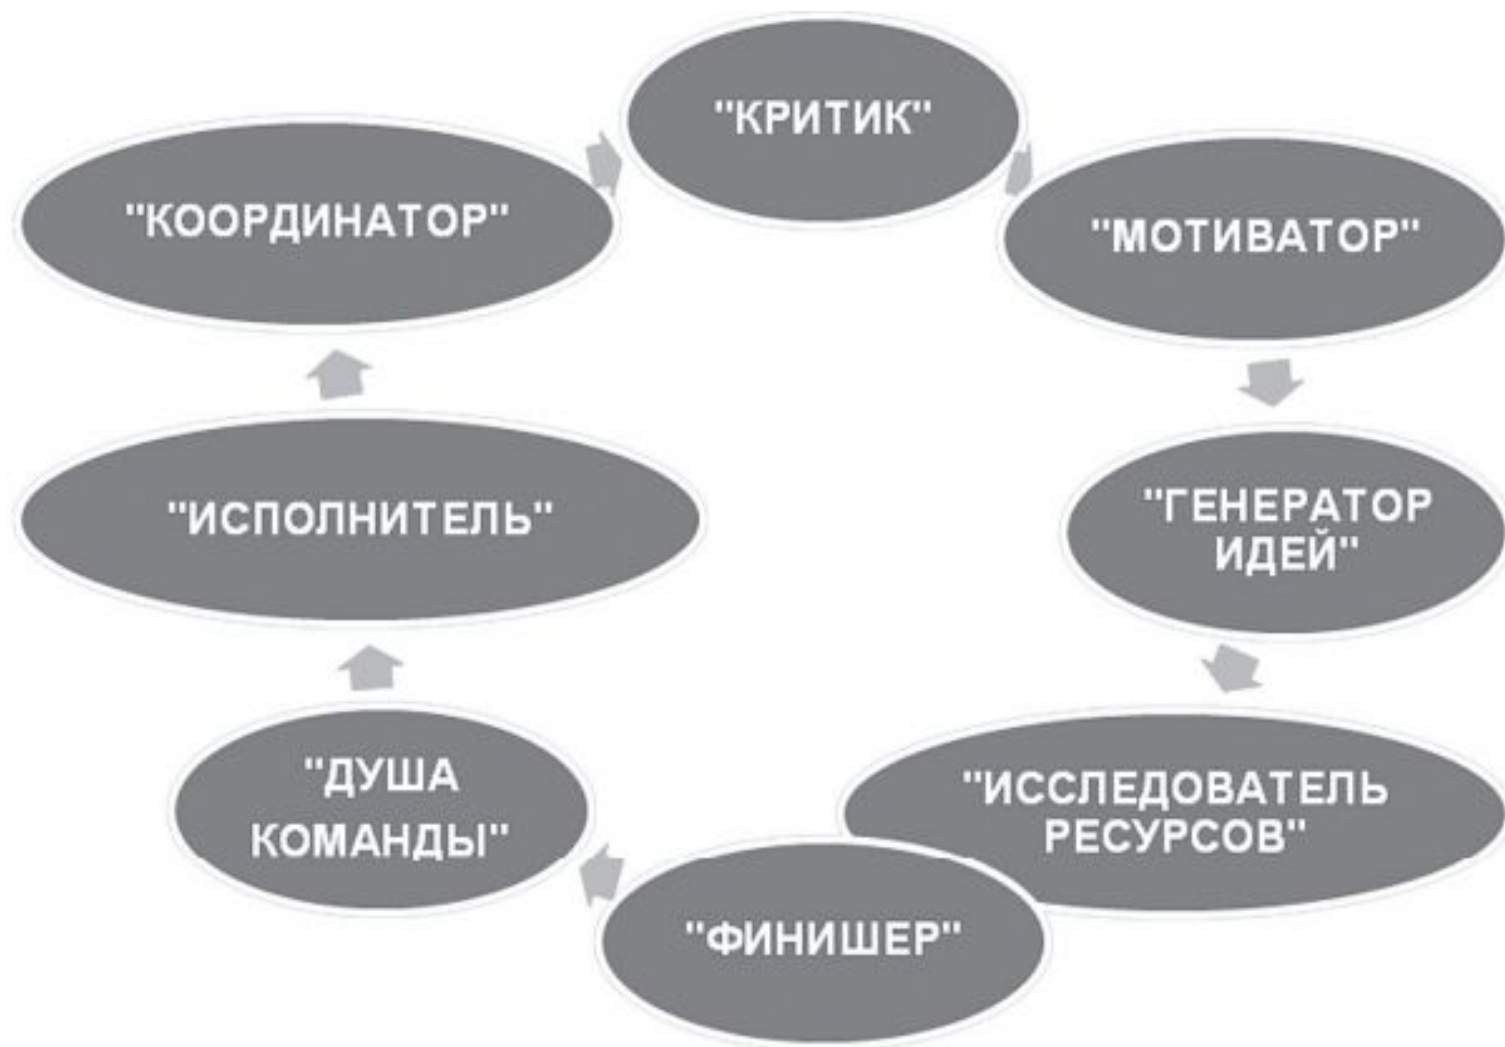 "КРИТИК"
"МОТИВАТОР"
"ГЕНЕРАТОР
ИДЕЙ"
"ИССЛЕДОВАТЕЛЬ
РЕСУРСОВ"
"ФИНИШЕР"
"ДУША
КОМАНДЫ"
"ИСПОЛНИТЕЛЬ"
"КООРДИНАТОР"